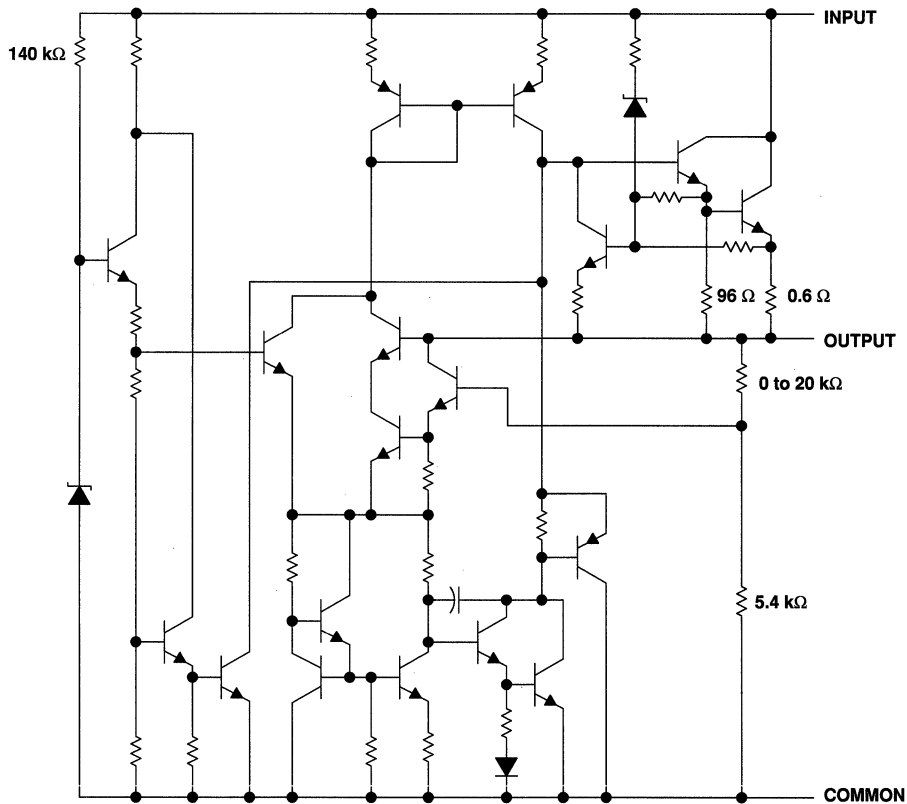 INPUT
140 kΩ
96 Ω
0.6 Ω
OUTPUT
0 to 20 kΩ
5.4 kΩ
COMMON